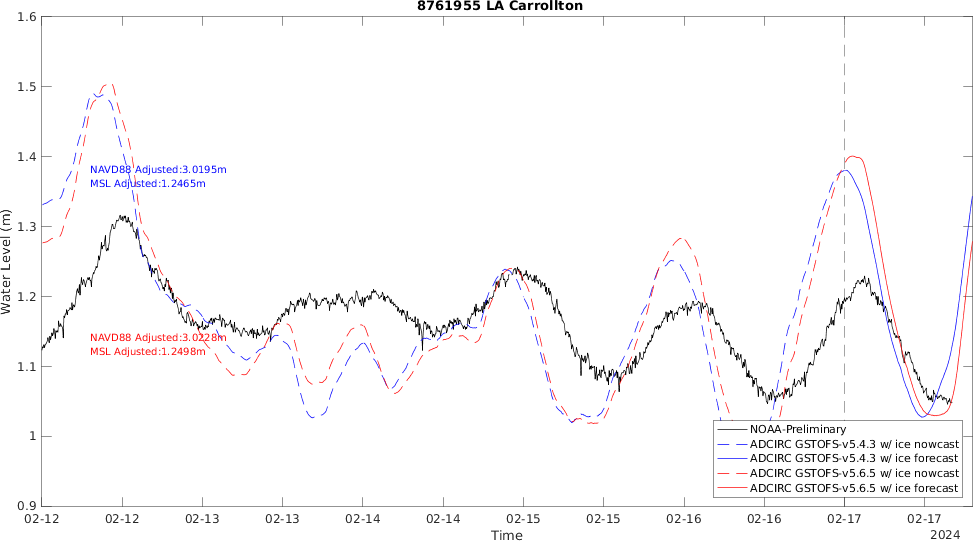 8761955 LA Carrollton
1.6
1.5
1.4
1.3
1.2
1.1
1
0.9
Water Level (m)
NAVD88 Adjusted:3.0195m
MSL Adjusted:1.2465m
NAVD88 Adjusted:3.0228m
MSL Adjusted:1.2498m
NOAA-Preliminary
ADCIRC GSTOFS-v5.4.3 w/ ice nowcast
ADCIRC GSTOFS-v5.4.3 w/ ice forecast
ADCIRC GSTOFS-v5.6.5 w/ ice nowcast
ADCIRC GSTOFS-v5.6.5 w/ ice forecast
02-12 02-12 02-13 02-13 02-14 02-14 02-15 02-15 02-16 02-16 02-17 02-17
2024
Time